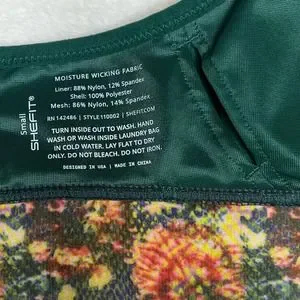 Small
SHEFIT®
MOISTURE WICKING FABRIC
Liner: 88% Nylon, 12% Spandex
Shell: 100% Polyester
Mesh: 86% Nylon, 14% Spandex
RN 142486 | STYLE110002 | SHEFIT.COM
TURN INSIDE OUT TO WASH. HAND
WASH OR WASH INSIDE LAUNDRY BAG
IN COLD WATER. LAY FLAT TO DRY
ONLY. DO NOT BLEACH. DO NOT IRON.
DESIGNED IN USA | MADE IN CHINA